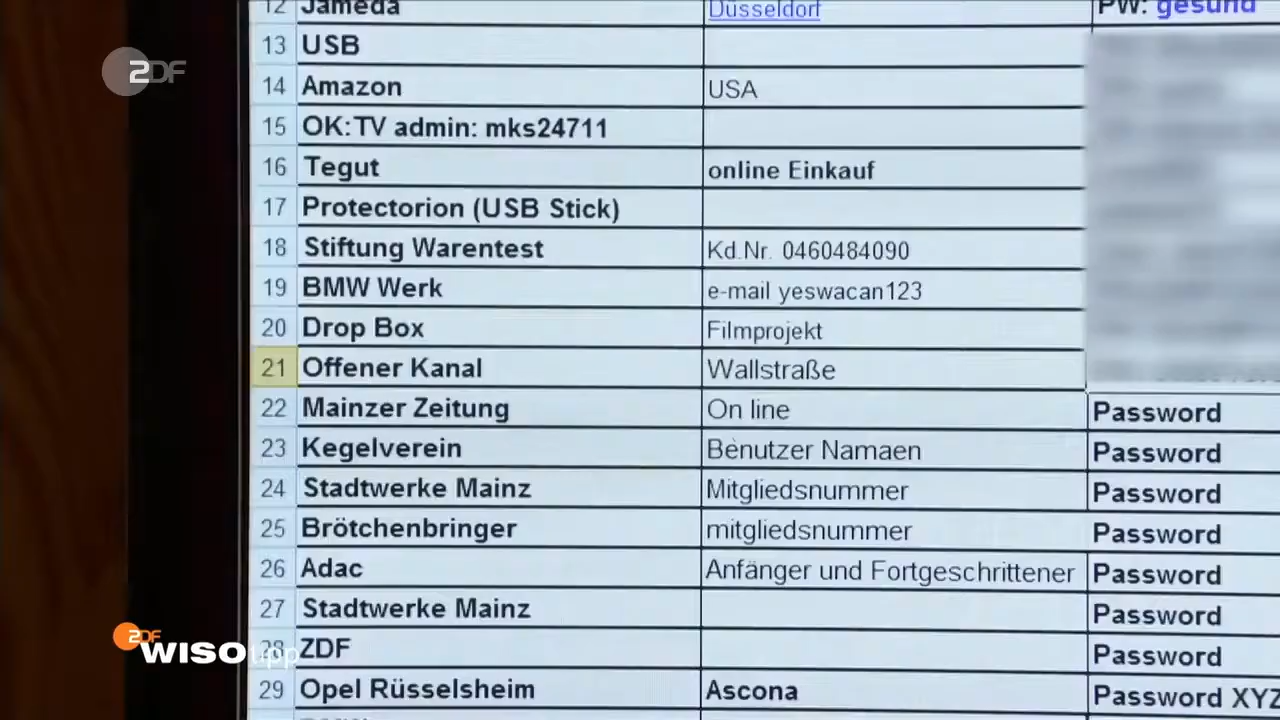 12 Jameda Düsseldorf PW: gesund
13 USB
ZDF
14 Amazon USA
15 OK:TV admin: mks24711
16 Tegut online Einkauf
17 Protectorion (USB Stick)
18 Stiftung Warentest Kd.Nr. 0460484090
19 BMW Werk e-mail yeswacan123
20 Drop Box Filmprojekt
21 Offener Kanal Wallstraße
22 Mainzer Zeitung On line Password
23 Kegelverein Benutzer Namaen Password
24 Stadtwerke Mainz Mitgliedsnummer Password
25 Brötchenbringer mitgliedsnummer Password
26 Adac Anfänger und Fortgeschrittener Password
27 Stadtwerke Mainz Password
28 ZDF Password
ZDF
WISO tipp
29 Opel Rüsselsheim Ascona Password XYZ